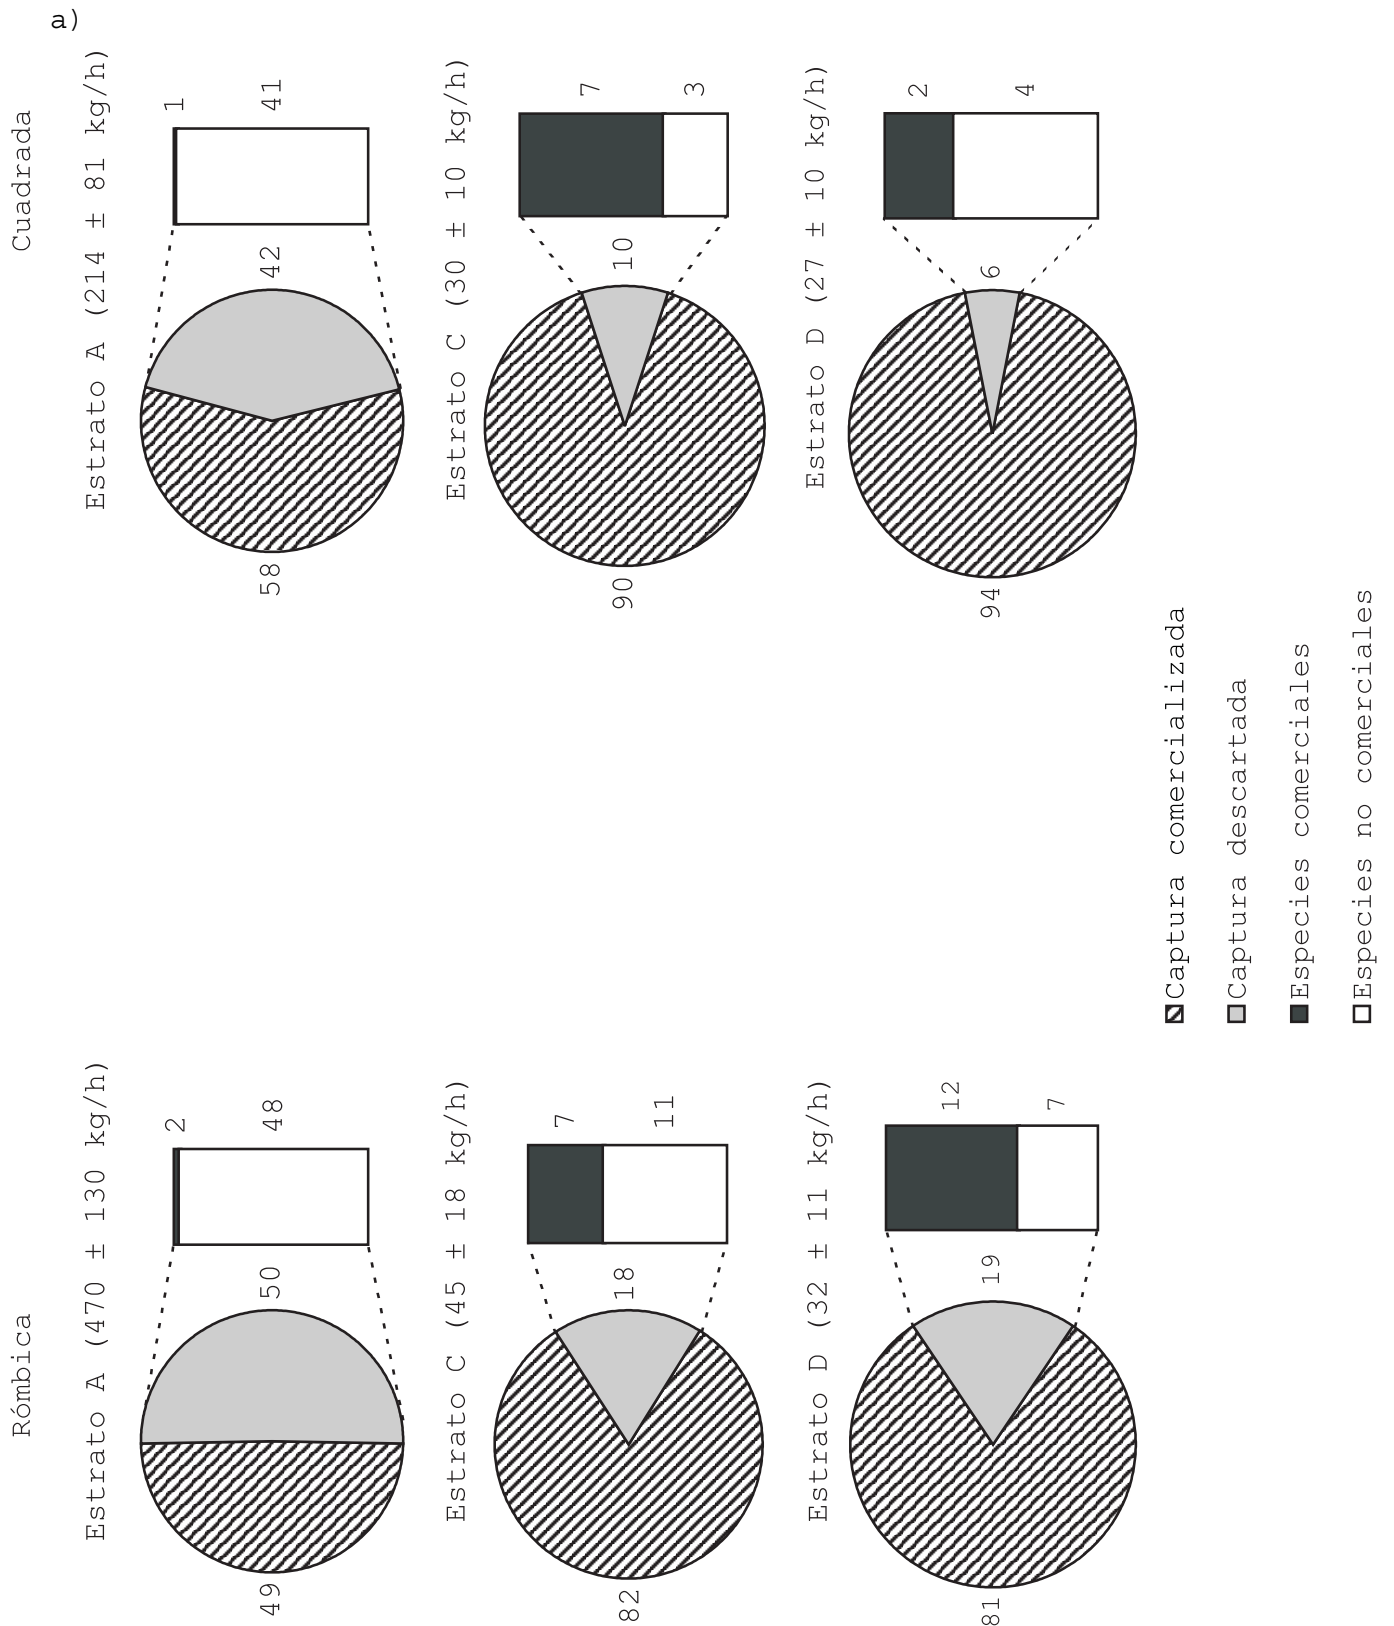 a)
Rómbica
Cuadrada
Estrato A (470 ± 130 kg/h)
49
50
2
48
Estrato A (214 ± 81 kg/h)
58
42
1
41
Estrato C (45 ± 18 kg/h)
82
18
7
11
Estrato C (30 ± 10 kg/h)
90
10
7
3
Estrato D (32 ± 11 kg/h)
81
19
12
7
Estrato D (27 ± 10 kg/h)
94
6
2
4
Captura comercializada
Captura descartada
Especies comerciales
Especies no comerciales